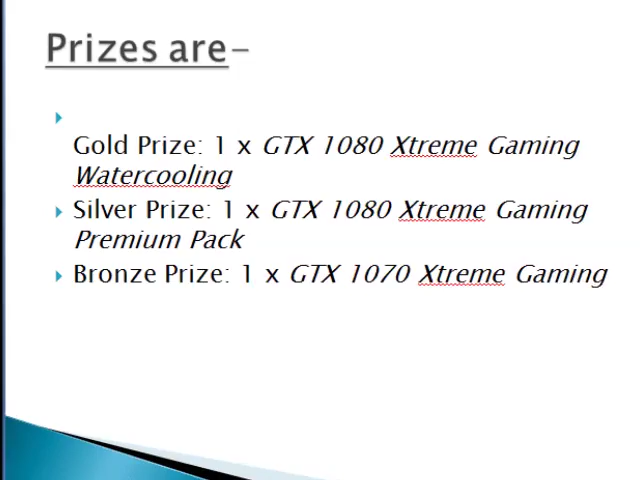 Prizes are-
Gold Prize: 1 x GTX 1080 Xtreme Gaming
Watercooling
Silver Prize: 1 x GTX 1080 Xtreme Gaming
Premium Pack
Bronze Prize: 1 x GTX 1070 Xtreme Gaming